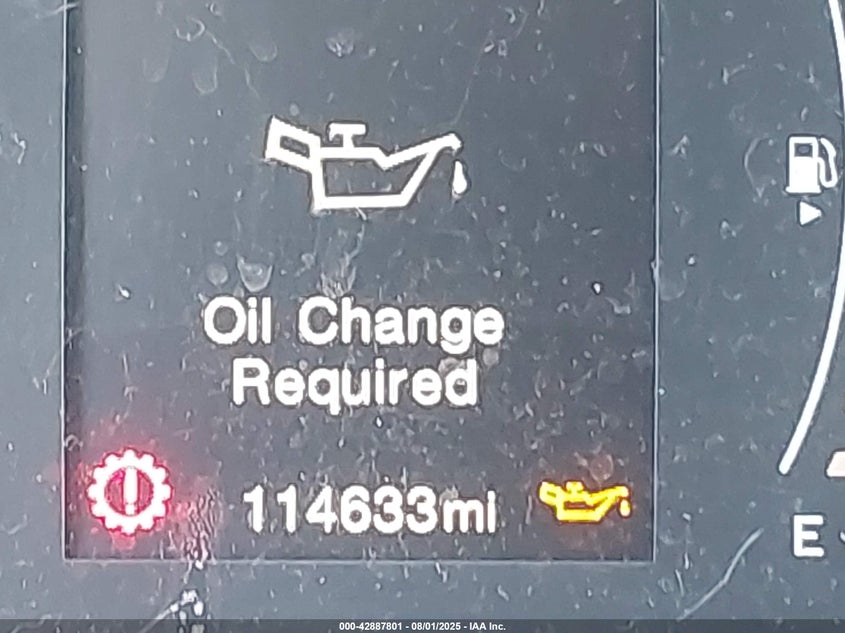 Oil Change
Required
114633mi
E
000-42887801 - 08/01/2025 - IAA Inc.